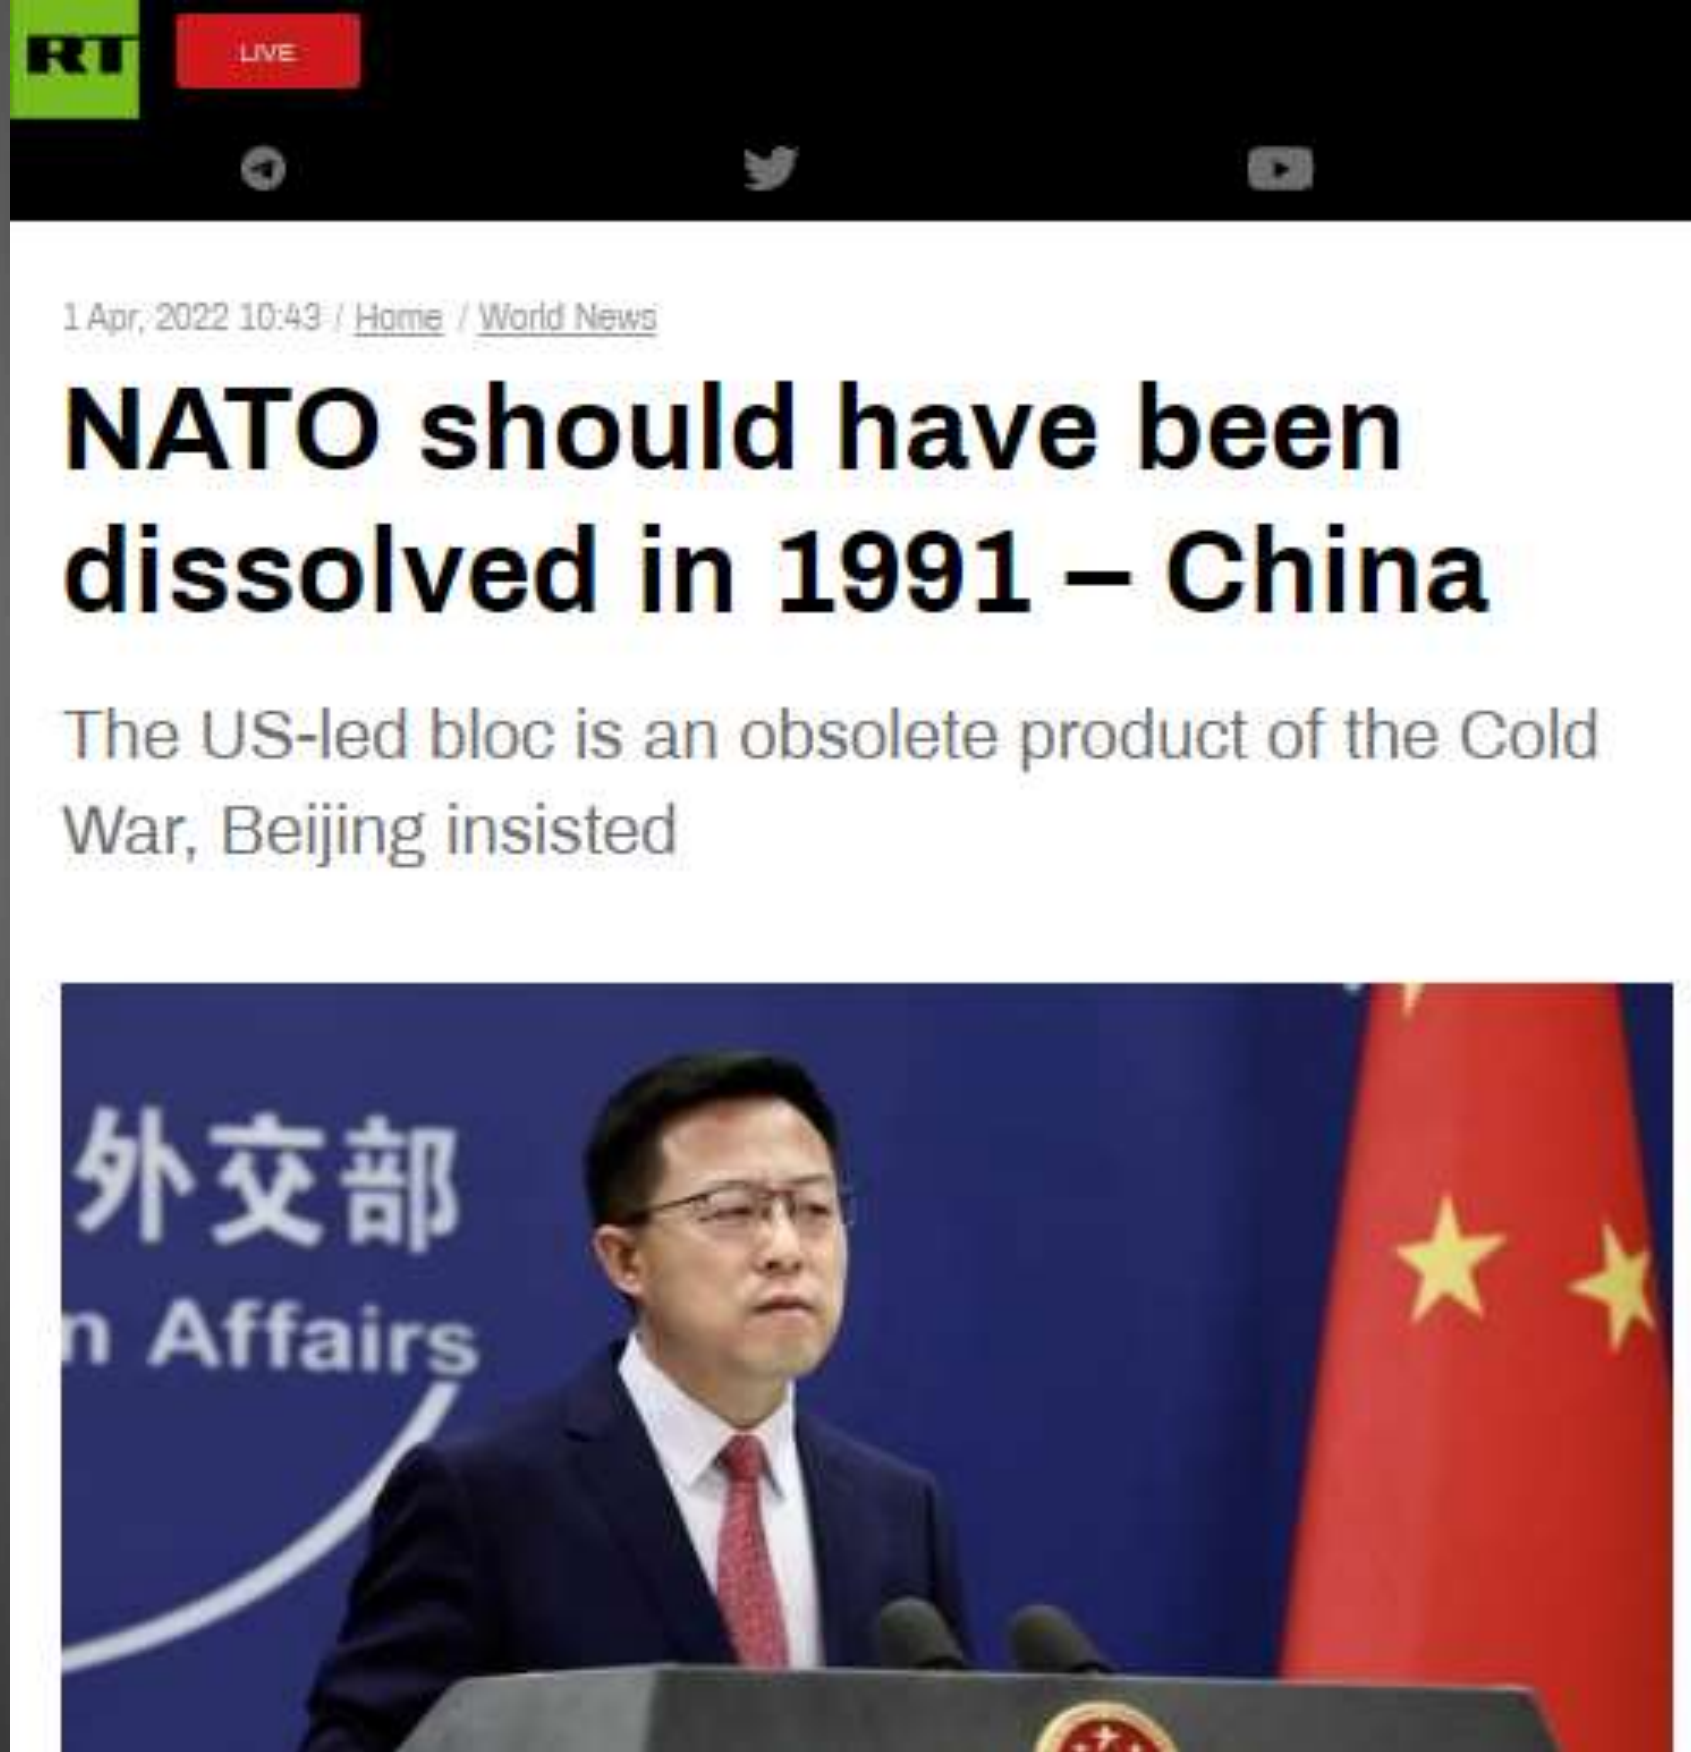 RT
LIVE
1 Apr, 2022 10:43 / Home / World News
NATO should have been
dissolved in 1991 – China
The US-led bloc is an obsolete product of the Cold
War, Beijing insisted
外交部
n Affairs